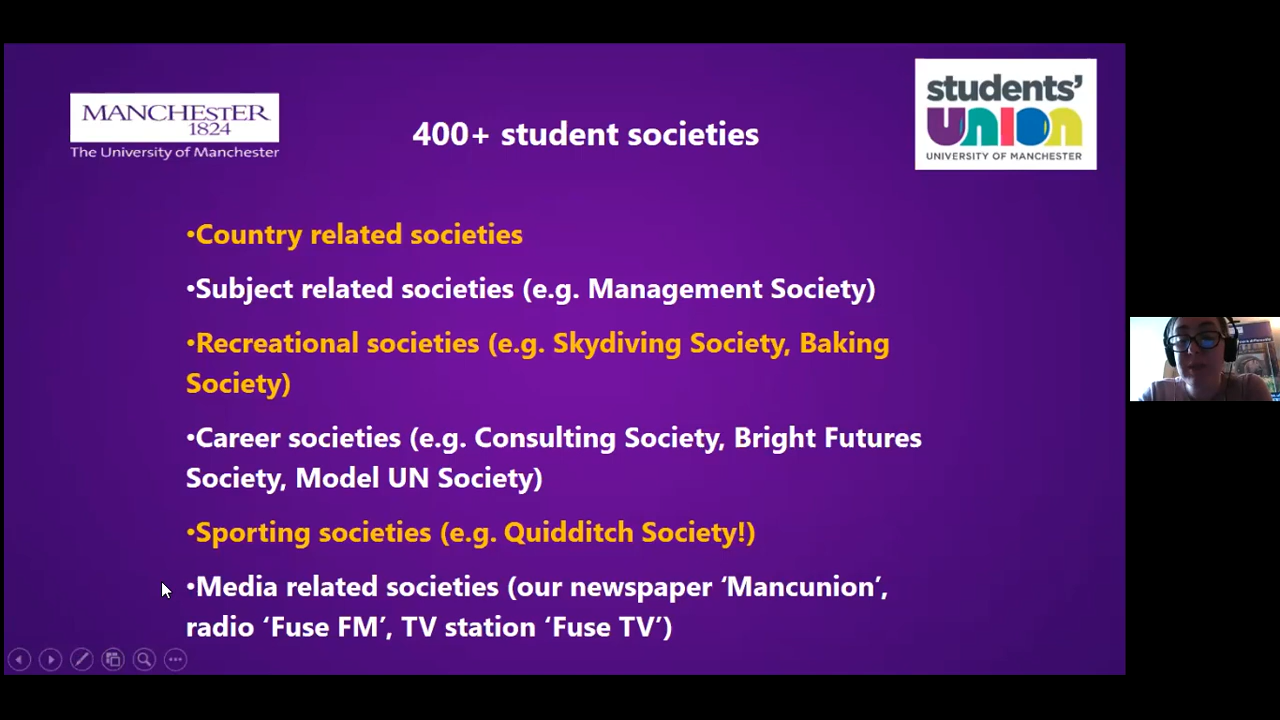 MANCHESTER
1824
The University of Manchester
400+ student societies
students'
UNION
UNIVERSITY OF MANCHESTER
•Country related societies
•Subject related societies (e.g. Management Society)
•Recreational societies (e.g. Skydiving Society, Baking
Society)
•Career societies (e.g. Consulting Society, Bright Futures
Society, Model UN Society)
•Sporting societies (e.g. Quidditch Society!)
•Media related societies (our newspaper ‘Mancunion’,
radio ‘Fuse FM’, TV station ‘Fuse TV’)